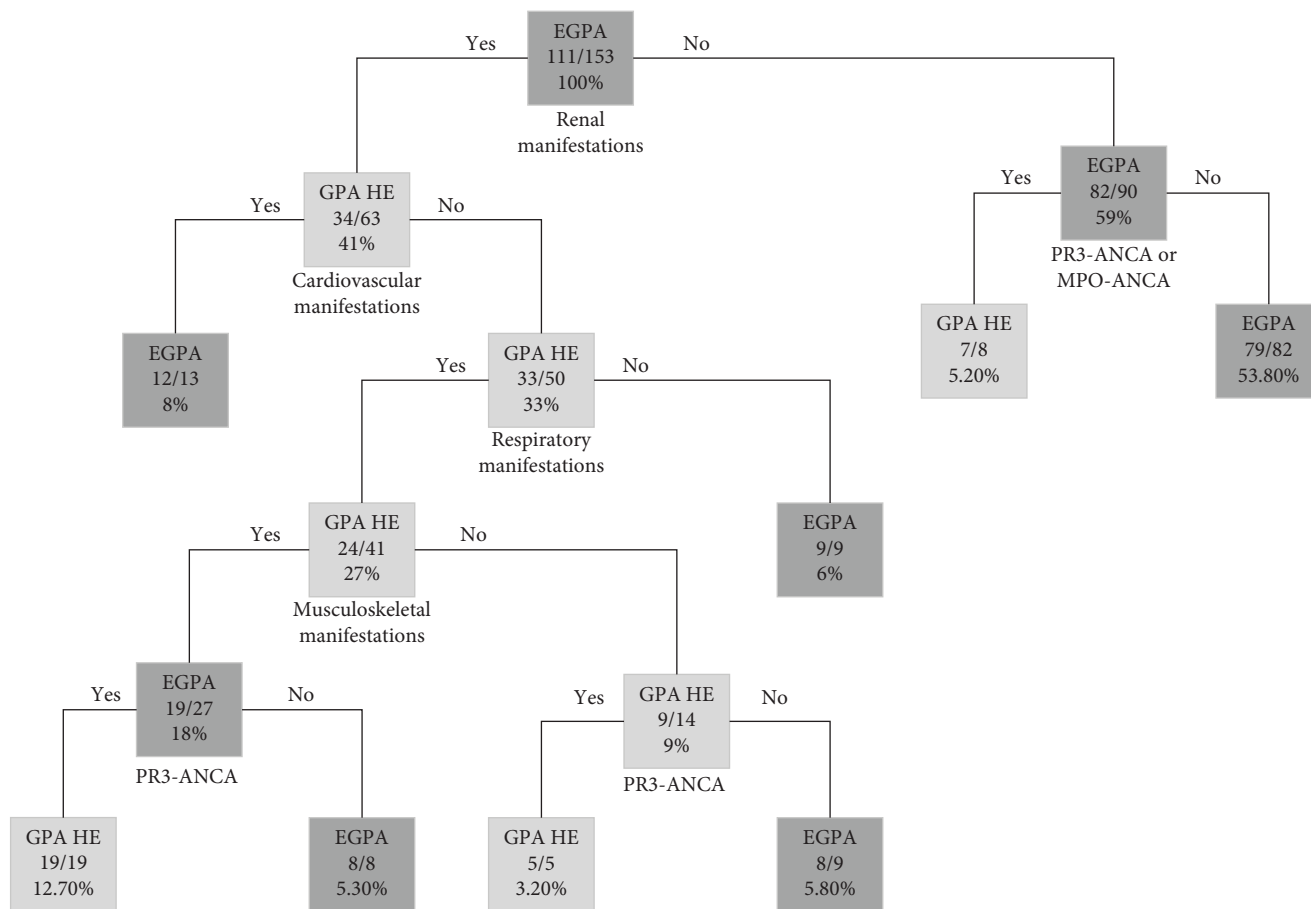 EGPA
111/153
100%
Yes
No
Renal
manifestations
GPA HE
34/63
41%
Yes
No
Cardiovascular
manifestations
EGPA
82/90
59%
Yes
No
PR3-ANCA or
MPO-ANCA
EGPA
12/13
8%
GPA HE
33/50
33%
Yes
No
Respiratory
manifestations
GPA HE
7/8
5.20%
EGPA
79/82
53.80%
GPA HE
24/41
27%
Yes
No
Musculoskeletal
manifestations
EGPA
9/9
6%
EGPA
19/27
18%
Yes
No
PR3-ANCA
GPA HE
9/14
9%
Yes
No
PR3-ANCA
GPA HE
19/19
12.70%
EGPA
8/8
5.30%
GPA HE
5/5
3.20%
EGPA
8/9
5.80%